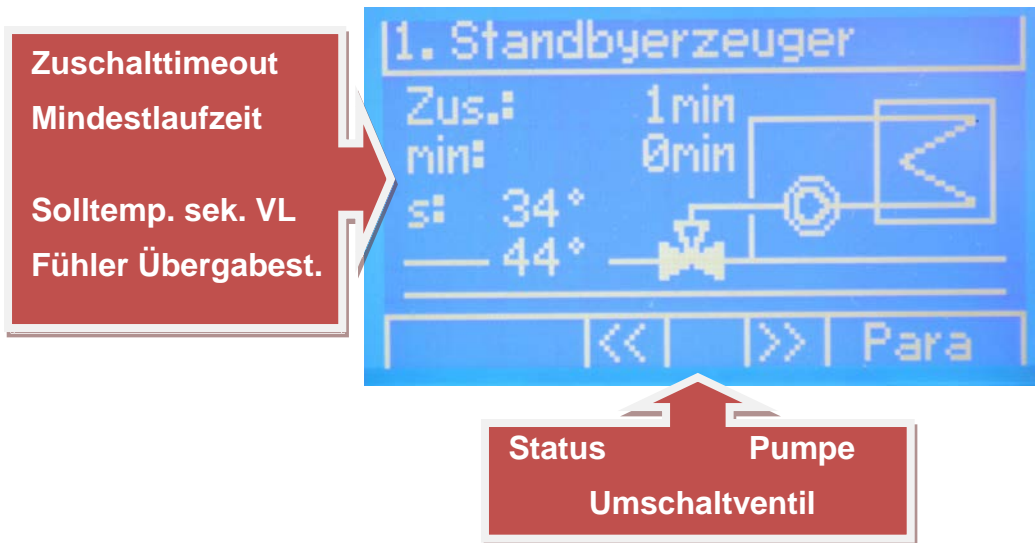 Zuschalttimeout
Mindestlaufzeit
Solltemp. sek. VL
Fühler Übergabest.
1. Standbyerzeuger
Zus.: 1min
min: 0min
s: 34°
44°
<< >> Para
Status Pumpe
Umschaltventil